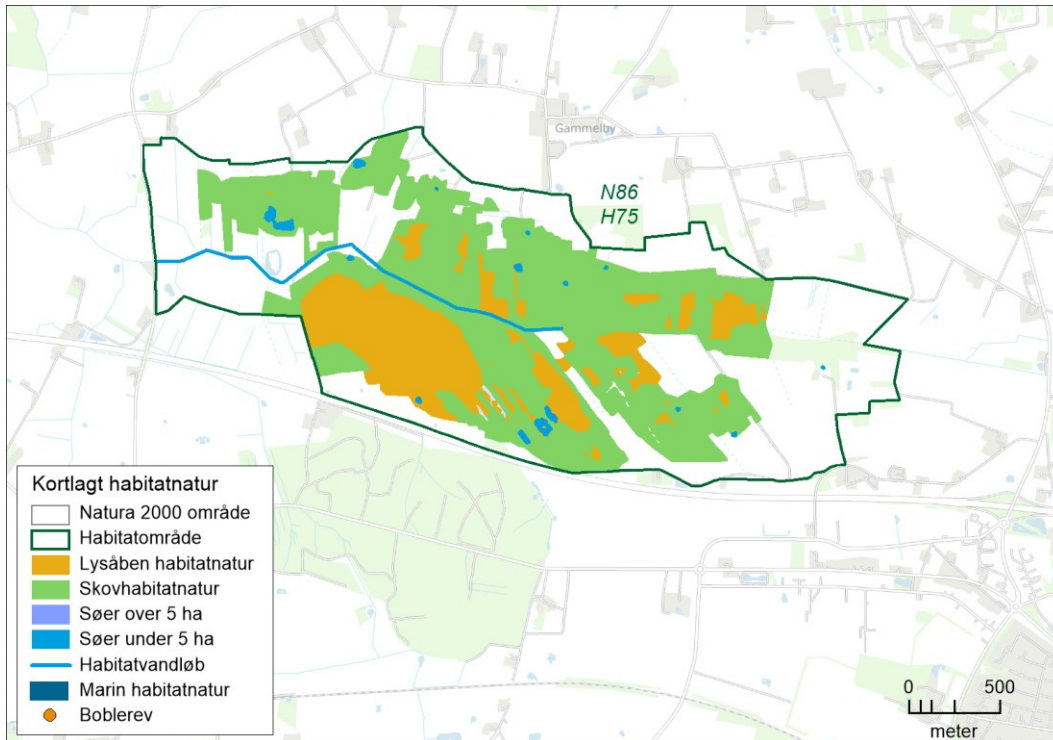 Gammelby
N86
H75
Kortlagt habitatnatur
Natura 2000 område
Habitatområde
Lysåben habitatnatur
Skovhabitatnatur
Søer over 5 ha
Søer under 5 ha
Habitatvandløb
Marin habitatnatur
Boblerev
0 500
meter